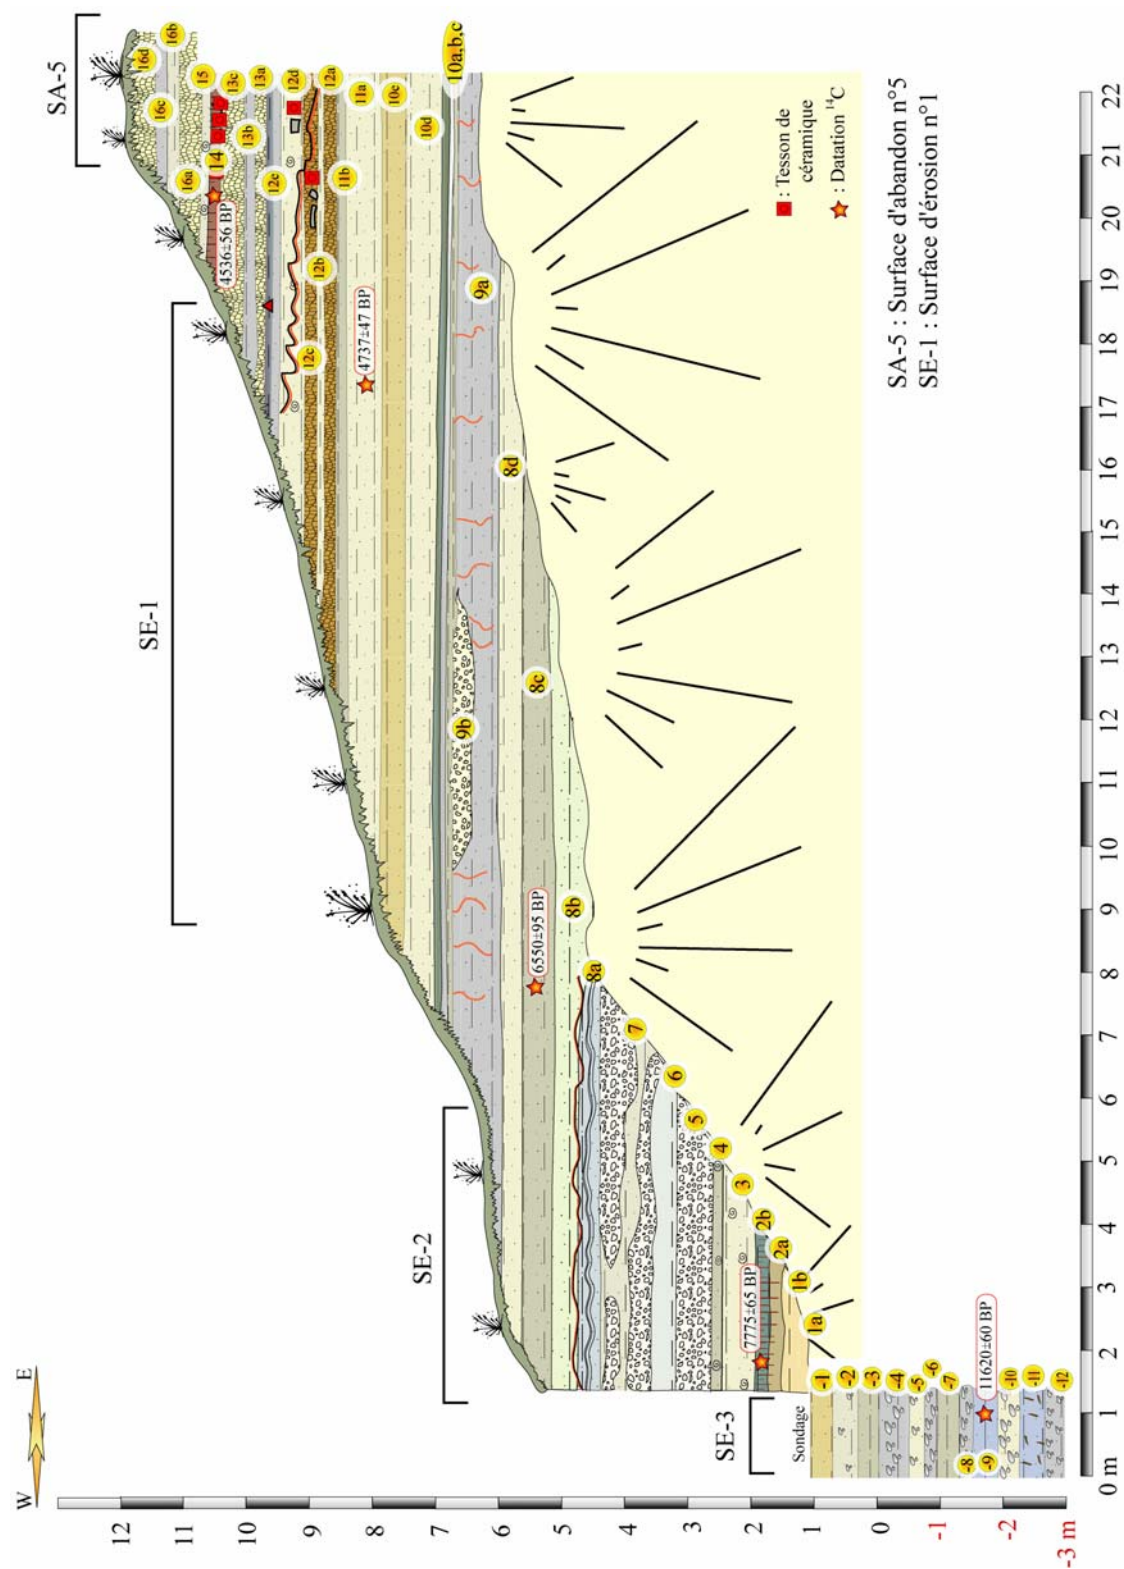 W E
SA-5
SE-1
SE-2
SE-3
Sondage
16b
16d
16c
16a
15
14
13c
13b
13a
12d
12c
12a
12b
12c
11a
11b
10e
10d
10a,b,c
9a
9b
8d
8c
8b
8a
7
6
5
4
3
2b
2a
1b
1a
-1
-2
-3
-4
-5
-6
-7
-8
-9
-10
-11
-12
4536±56 BP
4737±47 BP
6550±95 BP
7775±65 BP
11620±60 BP
: Tesson de
céramique
: Datation ¹⁴C
SA-5 : Surface d'abandon n°5
SE-1 : Surface d'érosion n°1
12
11
10
9
8
7
6
5
4
3
2
1
0
-1
-2
-3 m
0 m 1 2 3 4 5 6 7 8 9 10 11 12 13 14 15 16 17 18 19 20 21 22